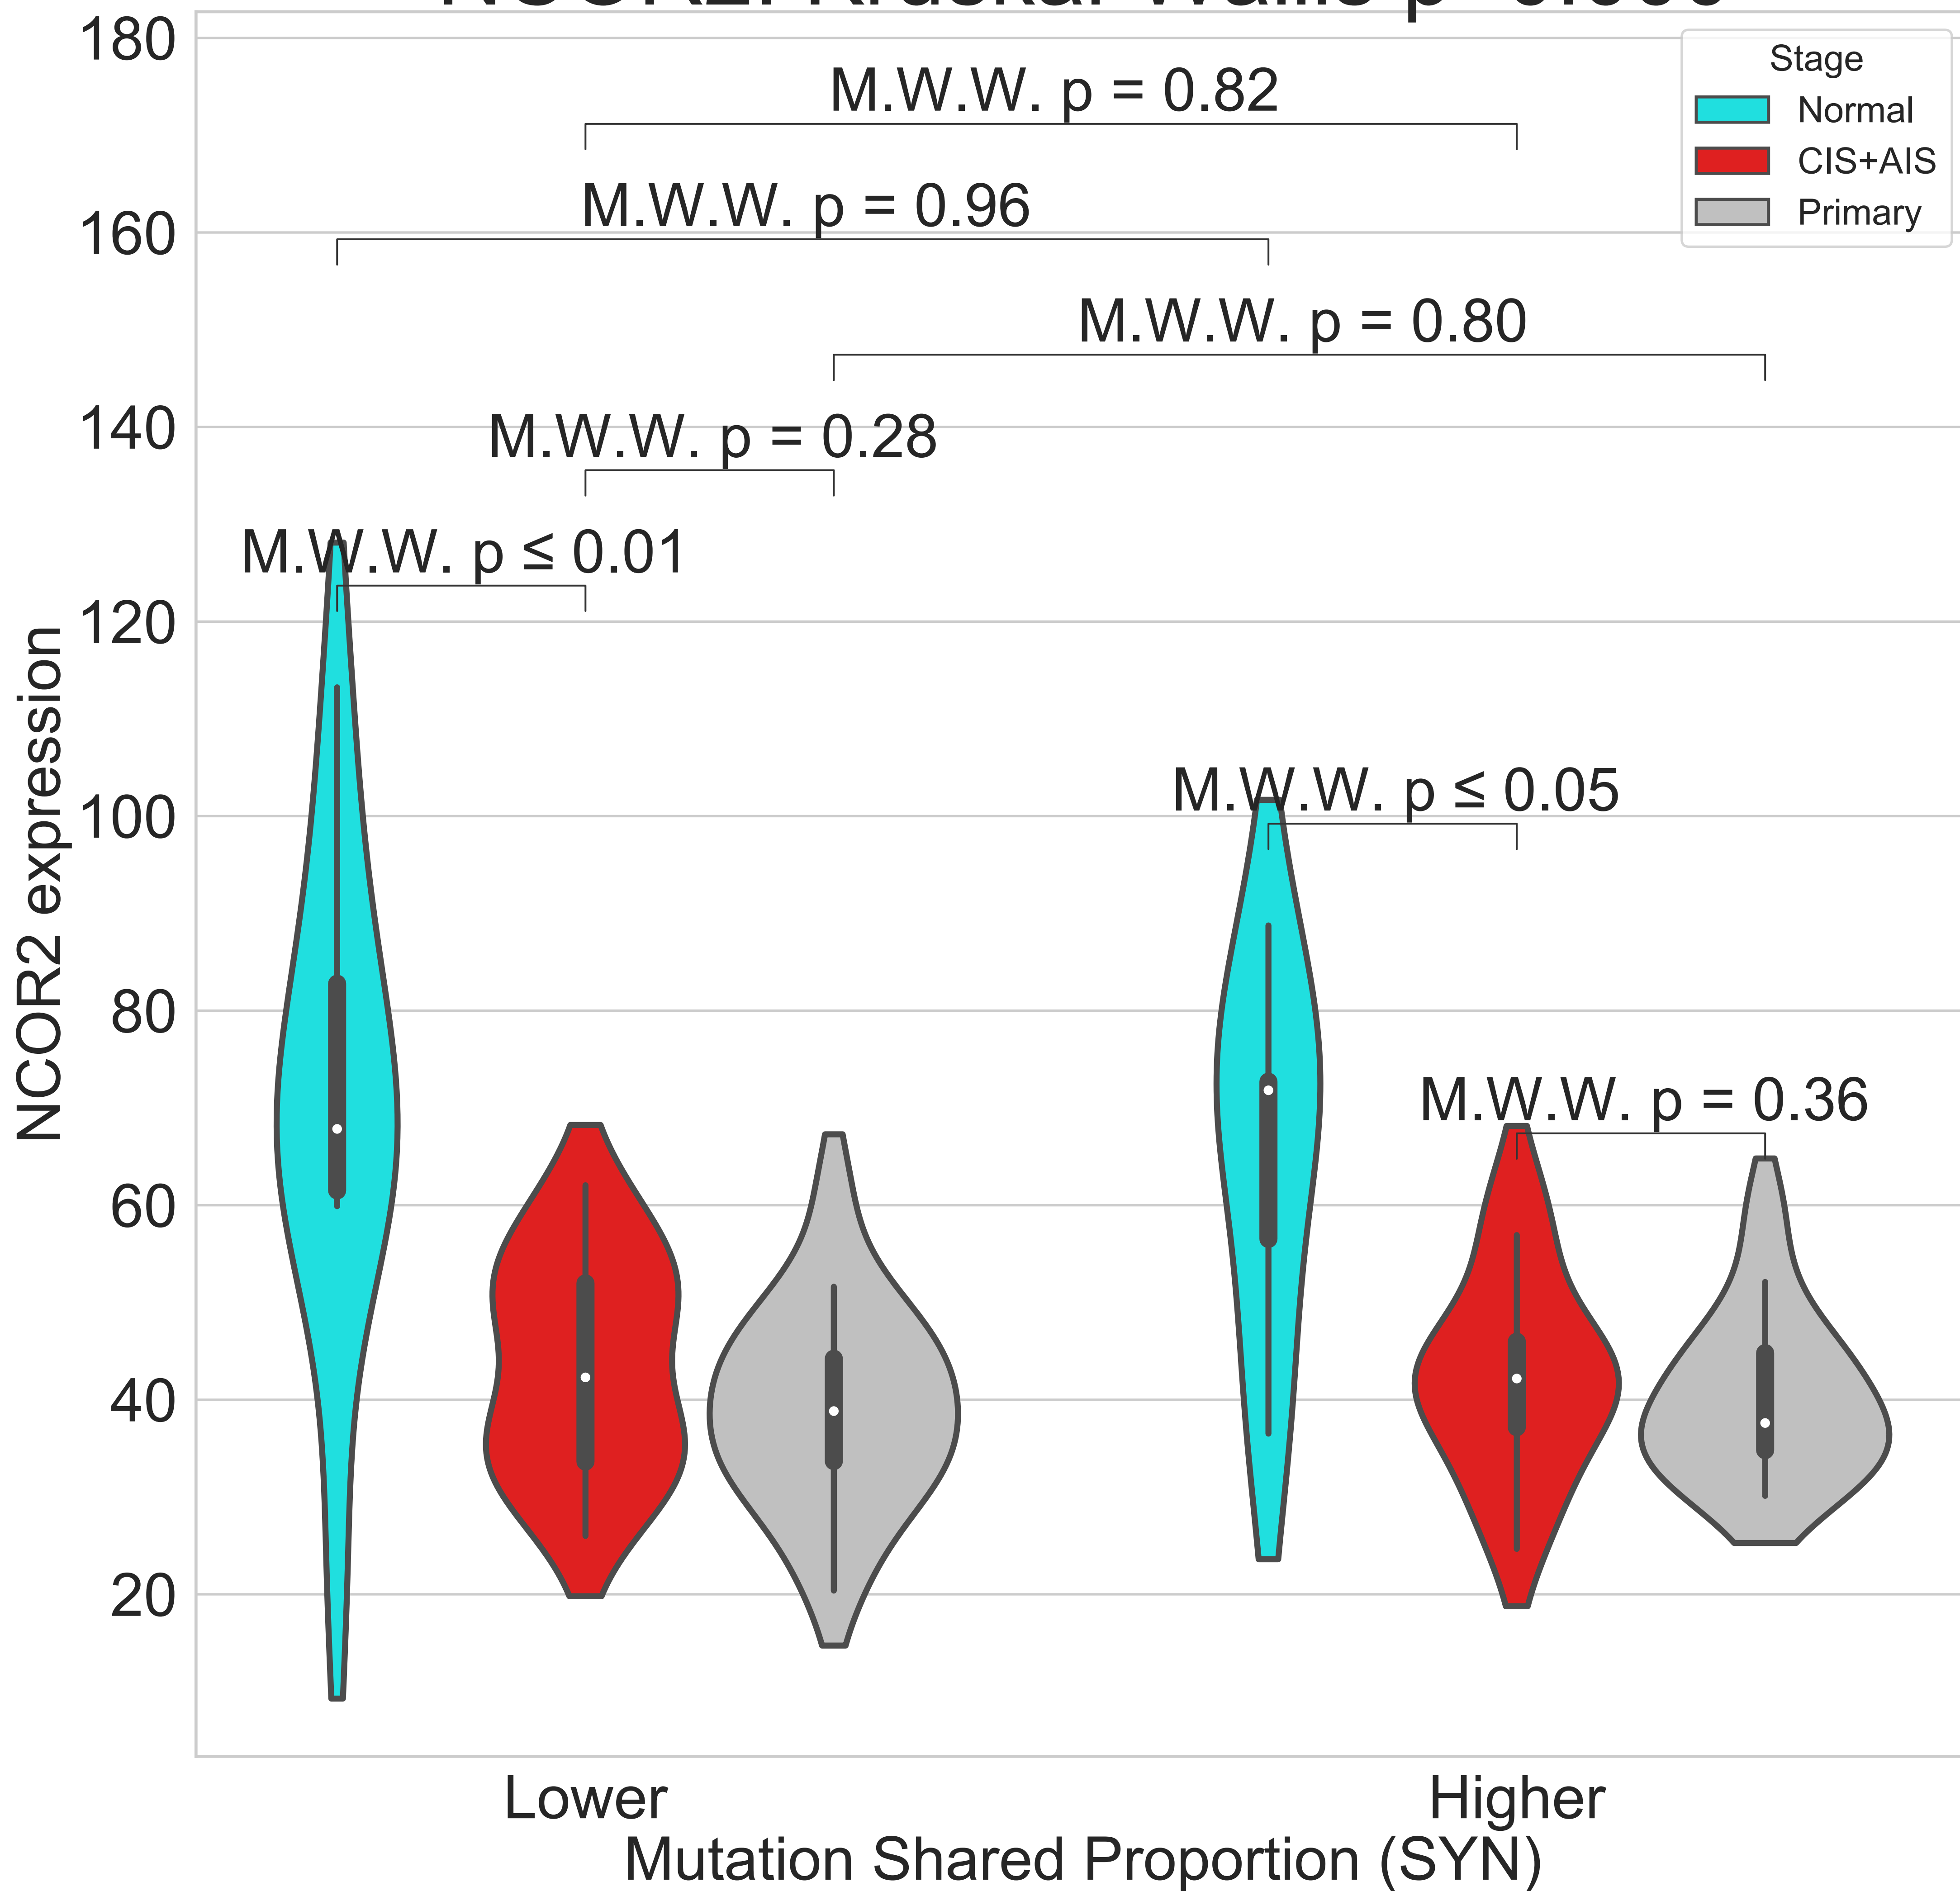 180
160
140
120
100
80
60
40
20
NCOR2 expression
Stage
Normal
CIS+AIS
Primary
M.W.W. p = 0.82
M.W.W. p = 0.96
M.W.W. p = 0.80
M.W.W. p = 0.28
M.W.W. p ≤ 0.01
M.W.W. p ≤ 0.05
M.W.W. p = 0.36
Lower
Higher
Mutation Shared Proportion (SYN)